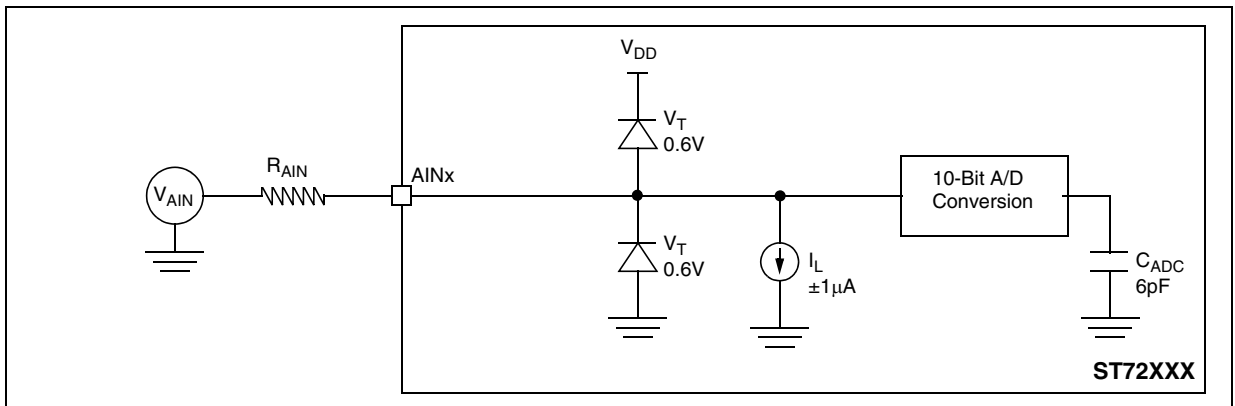 V_DD
V_T
0.6V
R_AIN
AINx
V_AIN
10-Bit A/D
Conversion
V_T
0.6V
I_L
±1μA
C_ADC
6pF
ST72XXX